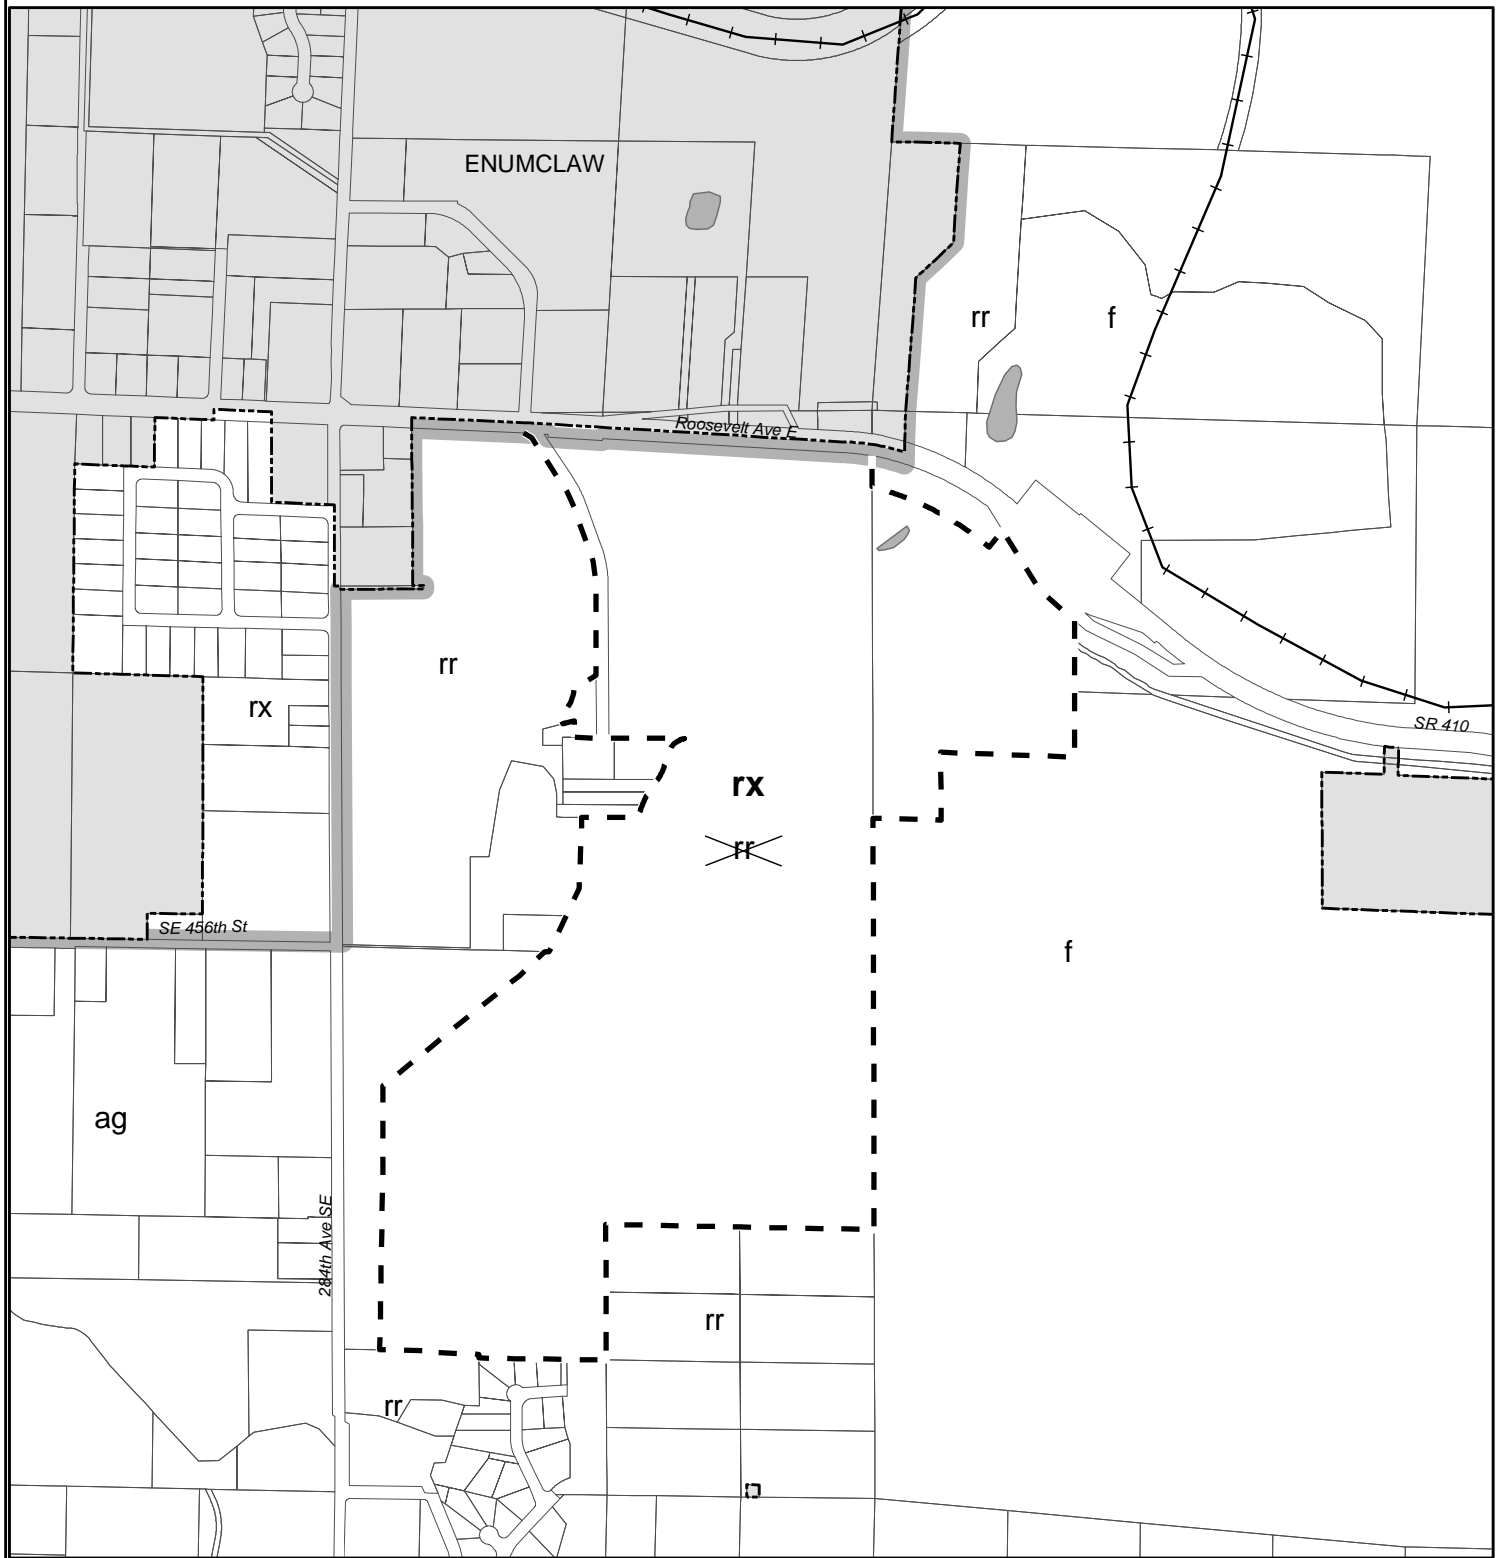 ENUMCLAW
rr
f
Roosevelt Ave E
rr
rx
SR 410
rx
rr
SE 456th St
f
ag
284th Ave SE
rr
rr